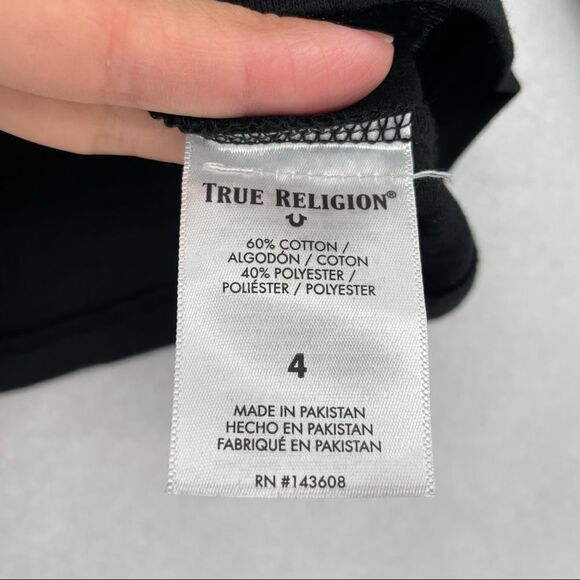 TRUE RELIGION®
60% COTTON /
ALGODÓN / COTON
40% POLYESTER /
POLIÉSTER / POLYESTER
4
MADE IN PAKISTAN
HECHO EN PAKISTAN
FABRIQUÉ EN PAKISTAN
RN #143608